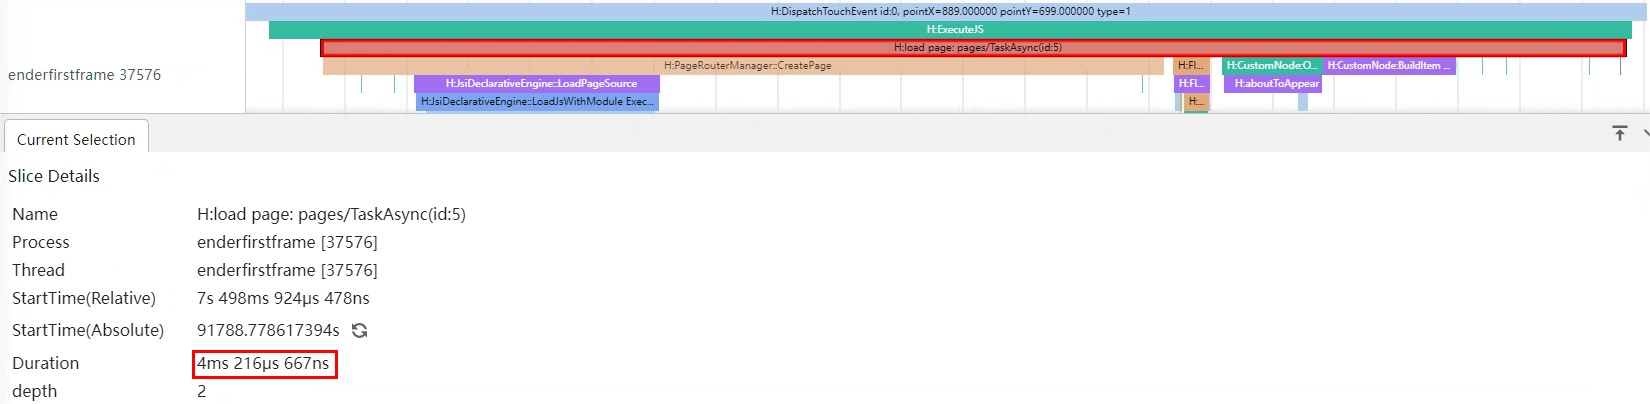 H:DispatchTouchEvent id:0, pointX=889.000000 pointY=699.000000 type=1
H:ExecuteJS
H:load page: pages/TaskAsync(id:5)
enderfirstframe 37576
H:PageRouterManager::CreatePage
H:Fl...
H:CustomNode:O...
H:CustomNode:BuildItem ...
H:JsiDeclarativeEngine::LoadPageSource
H:Fl...
H:aboutToAppear
H:JsiDeclarativeEngine::LoadJsWithModule Exec...
H:...
Current Selection
Slice Details
Name H:load page: pages/TaskAsync(id:5)
Process enderfirstframe [37576]
Thread enderfirstframe [37576]
StartTime(Relative) 7s 498ms 924μs 478ns
StartTime(Absolute) 91788.778617394s
Duration 4ms 216μs 667ns
depth 2